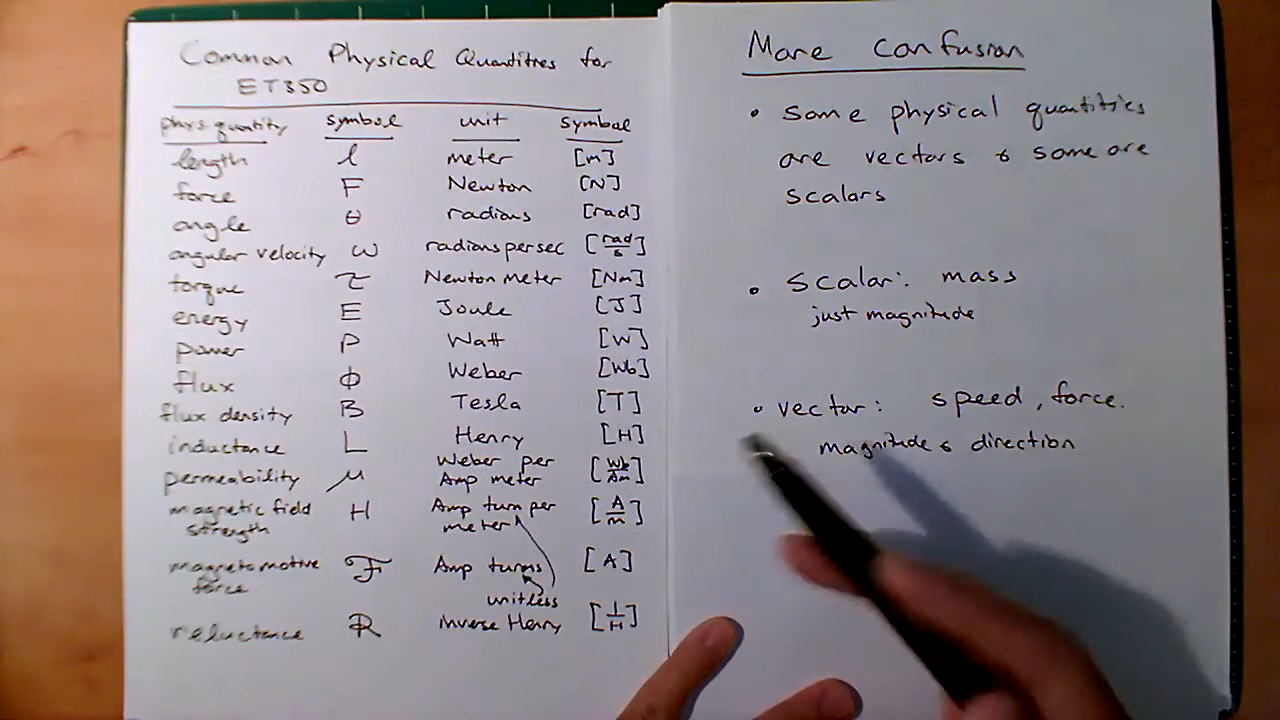 Common Physical Quantities for
ET350
phys. quantity symbol unit symbol
length l meter [m]
force F Newton [N]
angle θ radians [rad]
angular velocity ω radians per sec [rad/s]
torque τ Newton meter [Nm]
energy E Joule [J]
power P Watt [W]
flux Φ Weber [Wb]
flux density B Tesla [T]
inductance L Henry [H]
permeability μ Weber per Amp meter [Wb/Am]
magnetic field strength H Amp turn per meter [A/m]
magnetomotive force ℱ Amp turns [A]
unitless
reluctance R Inverse Henry [1/H]
More confusion
• Some physical quantities
are vectors & some are
scalars
• Scalar: mass
just magnitude
• vector: speed, force.
magnitude & direction